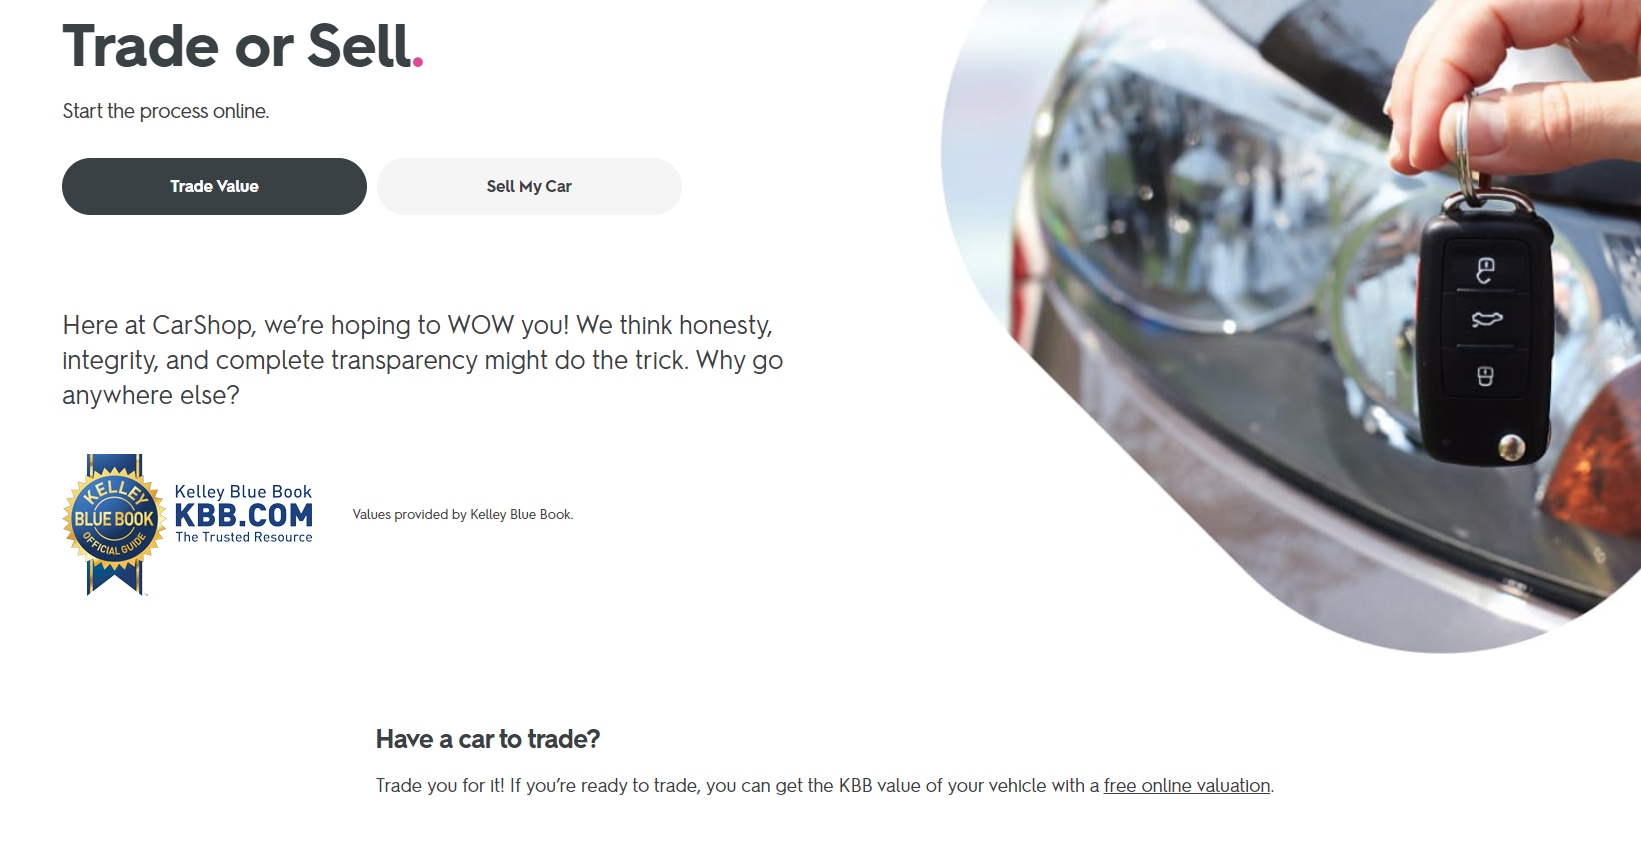 Trade or Sell.
Start the process online.
Trade Value
Sell My Car
Here at CarShop, we're hoping to WOW you! We think honesty,
integrity, and complete transparency might do the trick. Why go
anywhere else?
KELLEY
BLUE BOOK
OFFICIAL GUIDE
Kelley Blue Book
KBB.COM
The Trusted Resource
Values provided by Kelley Blue Book.
Have a car to trade?
Trade you for it! If you're ready to trade, you can get the KBB value of your vehicle with a free online valuation.